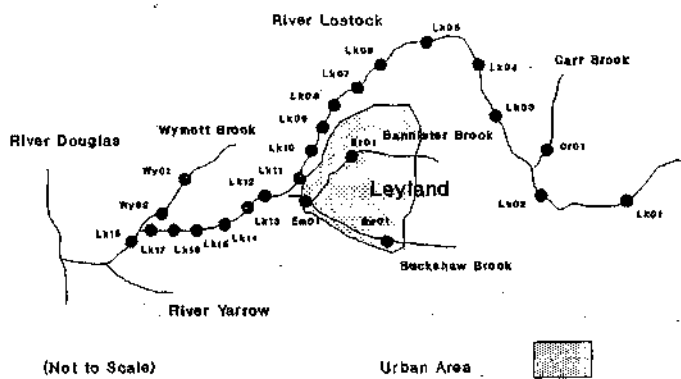 River Lostock
Lk05
Lk06
Lk04
Carr Brook
Lk07
Lk08
Lk03
Lk09
River Douglas
Wymott Brook
Bannister Brook
Lk10
Cr01
Wy01
Lk11
Leyland
Lk12
Wy02
Lk02
Lk01
Em01
Lk13
Lk14
Lk15
Lk17
Buckshaw Brook
River Yarrow
(Not to Scale)
Urban Area